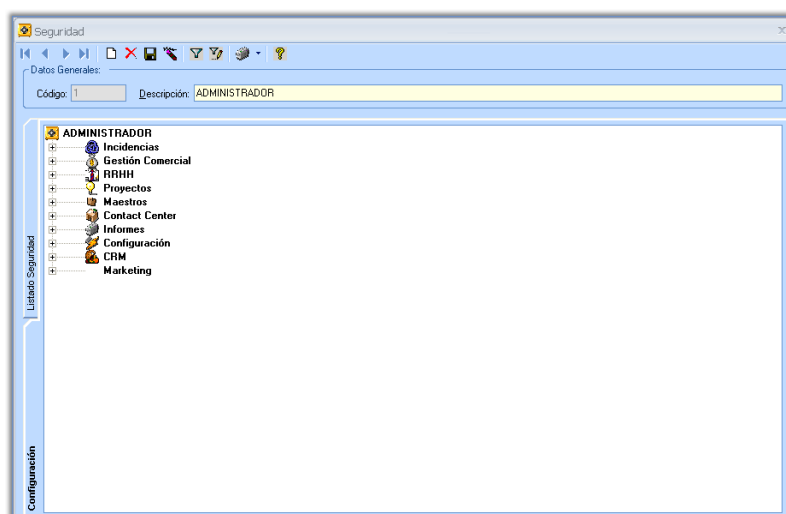 Seguridad
Datos Generales:
Código: 1 Descripción: ADMINISTRADOR
ADMINISTRADOR
Incidencias
Gestión Comercial
RRHH
Proyectos
Maestros
Contact Center
Informes
Configuración
CRM
Marketing
Listado Seguridad
Configuración